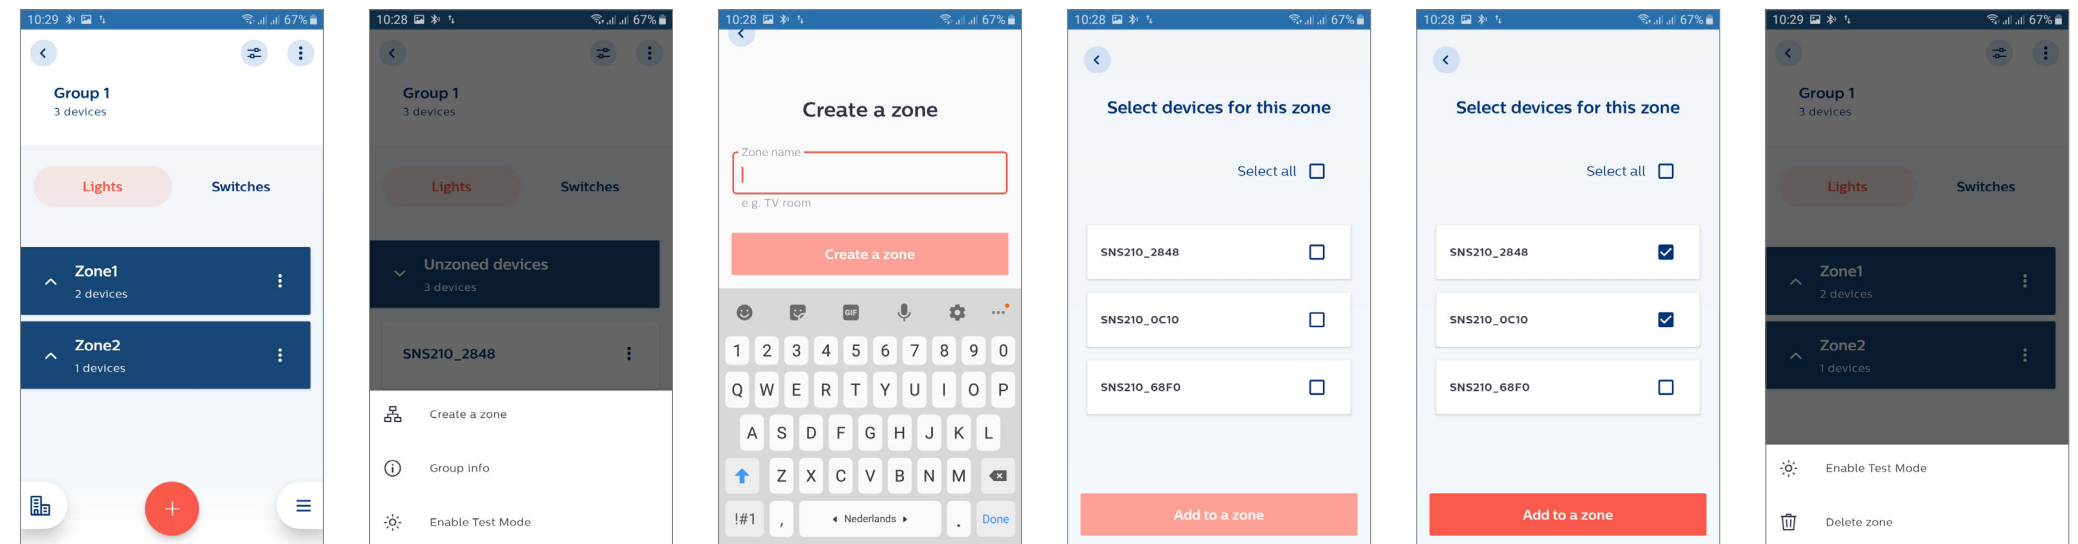 10:29 67%
Group 1
3 devices
Lights Switches
Zone1
2 devices
Zone2
1 devices
10:28 67%
Group 1
3 devices
Lights Switches
Unzoned devices
3 devices
SNS210_2848
Create a zone
Group info
Enable Test Mode
10:28 67%
Create a zone
Zone name
e.g. TV room
Create a zone
GIF
1 2 3 4 5 6 7 8 9 0
Q W E R T Y U I O P
A S D F G H J K L
Z X C V B N M
!#1 , Nederlands . Done
10:28 67%
Select devices for this zone
Select all
SNS210_2848
SNS210_0C10
SNS210_68F0
Add to a zone
10:28 67%
Select devices for this zone
Select all
SNS210_2848
SNS210_0C10
SNS210_68F0
Add to a zone
10:29 67%
Group 1
3 devices
Lights Switches
Zone1
2 devices
Zone2
1 devices
Enable Test Mode
Delete zone